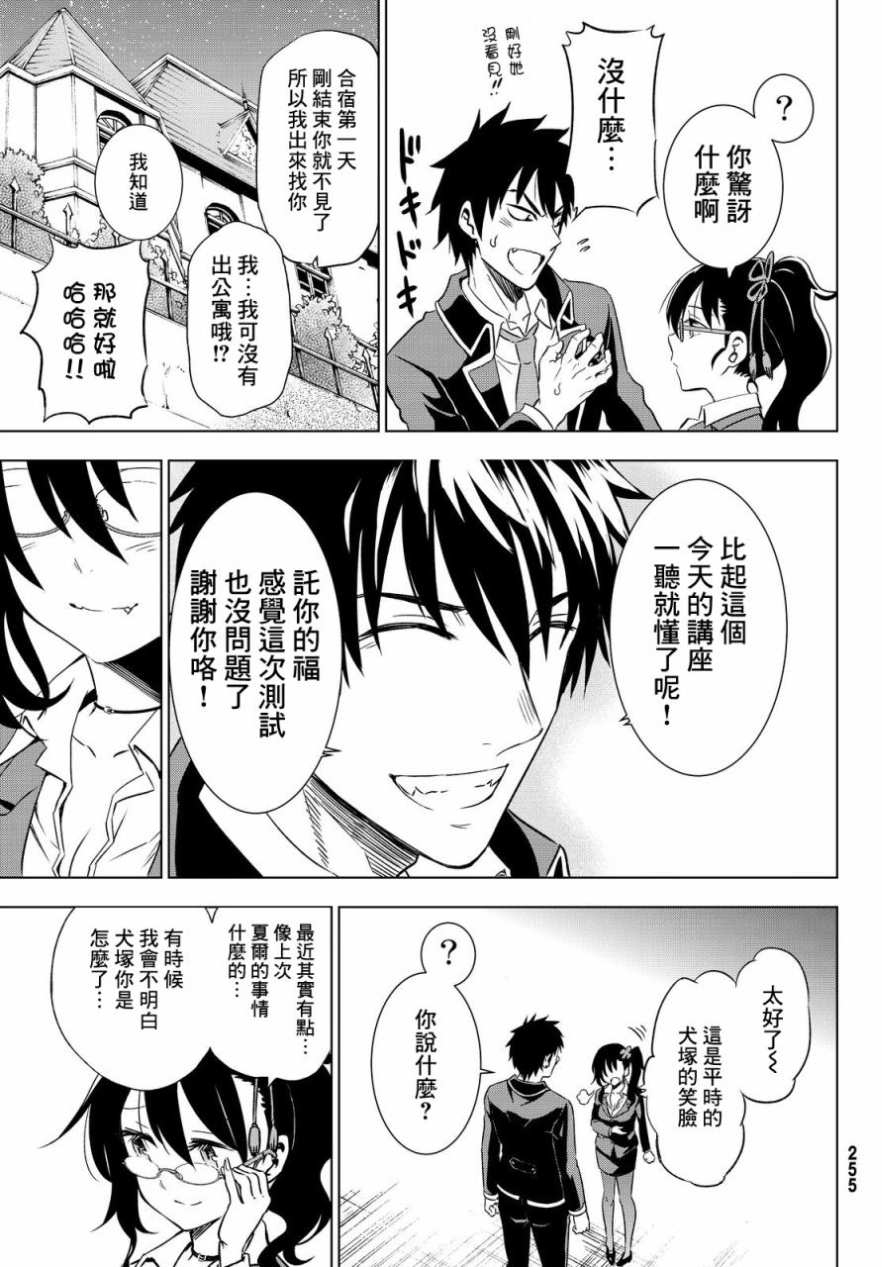 ?
你驚訝
什麼啊
沒什麼…
剛好她
沒看見!!
ドキドキ
合宿第一天
剛結束你就不見了
所以我出來找你
我…我可沒有
出公寓哦!?
我知道
那就好啦
哈哈哈!!
比起這個
今天的講座
一聽就懂了呢!
託你的福
感覺這次測試
也沒問題了
謝謝你咯!
太好了~
這是平時的
犬塚的笑臉
?
你說什麼?
最近其實有點…
像上次
夏爾的事情
什麼的…
有時候
我會不明白
犬塚你是
怎麼了…
255